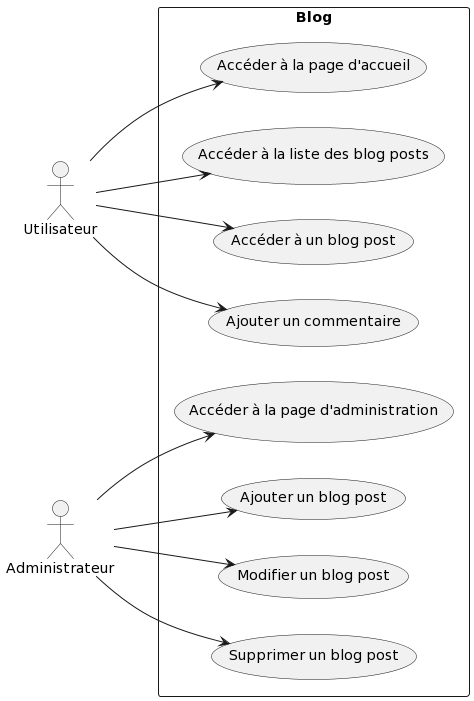 Blog
Accéder à la page d'accueil
Accéder à la liste des blog posts
Utilisateur
Accéder à un blog post
Ajouter un commentaire
Accéder à la page d'administration
Ajouter un blog post
Administrateur
Modifier un blog post
Supprimer un blog post